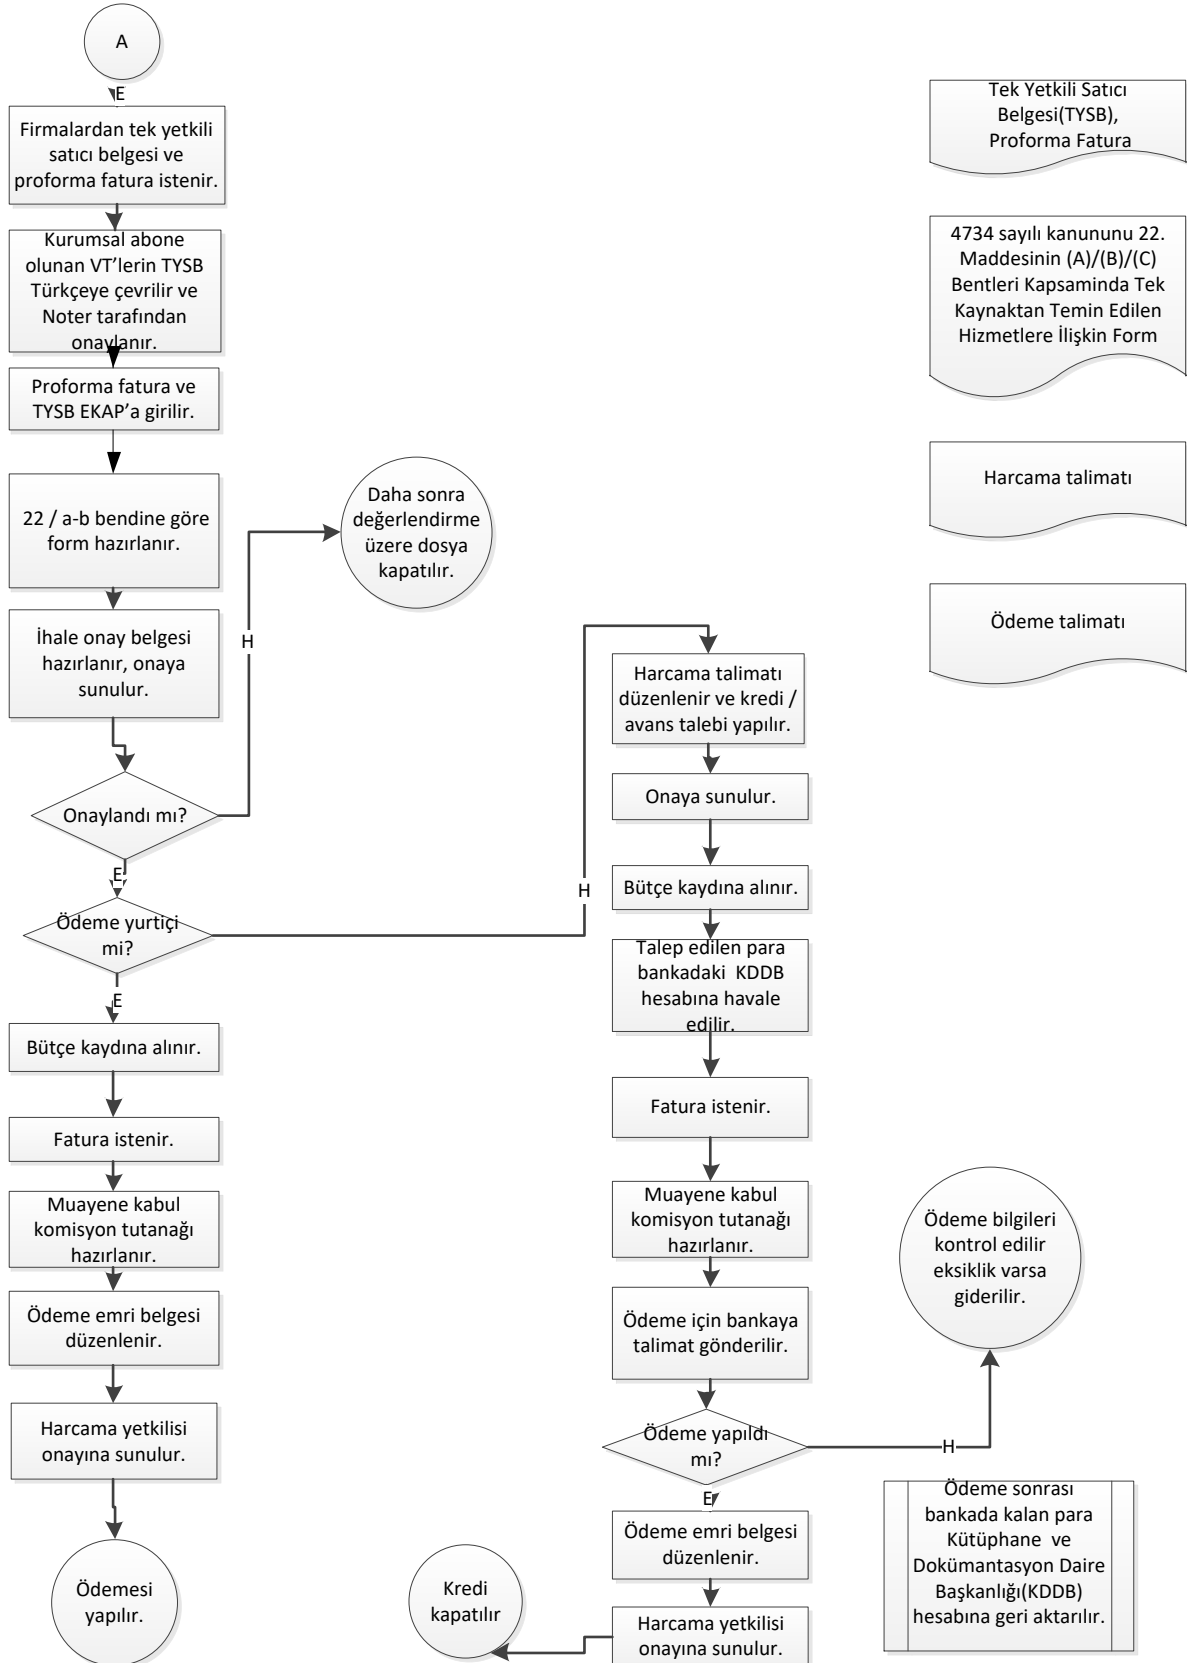 A
E
Firmalardan tek yetkili
satıcı belgesi ve
proforma fatura istenir.
Kurumsal abone
olunan VT’lerin TYSB
Türkçeye çevrilir ve
Noter tarafından
onaylanır.
Proforma fatura ve
TYSB EKAP’a girilir.
22 / a-b bendine göre
form hazırlanır.
İhale onay belgesi
hazırlanır, onaya
sunulur.
Onaylandı mı?
H
Daha sonra
değerlendirme
üzere dosya
kapatılır.
E
Ödeme yurtiçi
mi?
H
E
Bütçe kaydına alınır.
Fatura istenir.
Muayene kabul
komisyon tutanağı
hazırlanır.
Ödeme emri belgesi
düzenlenir.
Harcama yetkilisi
onayına sunulur.
Ödemesi
yapılır.
Harcama talimatı
düzenlenir ve kredi /
avans talebi yapılır.
Onaya sunulur.
Bütçe kaydına alınır.
Talep edilen para
bankadaki  KDDB
hesabına havale
edilir.
Fatura istenir.
Muayene kabul
komisyon tutanağı
hazırlanır.
Ödeme için bankaya
talimat gönderilir.
Ödeme yapıldı
mı?
H
Ödeme bilgileri
kontrol edilir
eksiklik varsa
giderilir.
E
Ödeme emri belgesi
düzenlenir.
Harcama yetkilisi
onayına sunulur.
Kredi
kapatılır
Ödeme sonrası
bankada kalan para
Kütüphane  ve
Dokümantasyon Daire
Başkanlığı(KDDB)
hesabına geri aktarılır.
Tek Yetkili Satıcı
Belgesi(TYSB),
Proforma Fatura
4734 sayılı kanununu 22.
Maddesinin (A)/(B)/(C)
Bentleri Kapsaminda Tek
Kaynaktan Temin Edilen
Hizmetlere İlişkin Form
Harcama talimatı
Ödeme talimatı